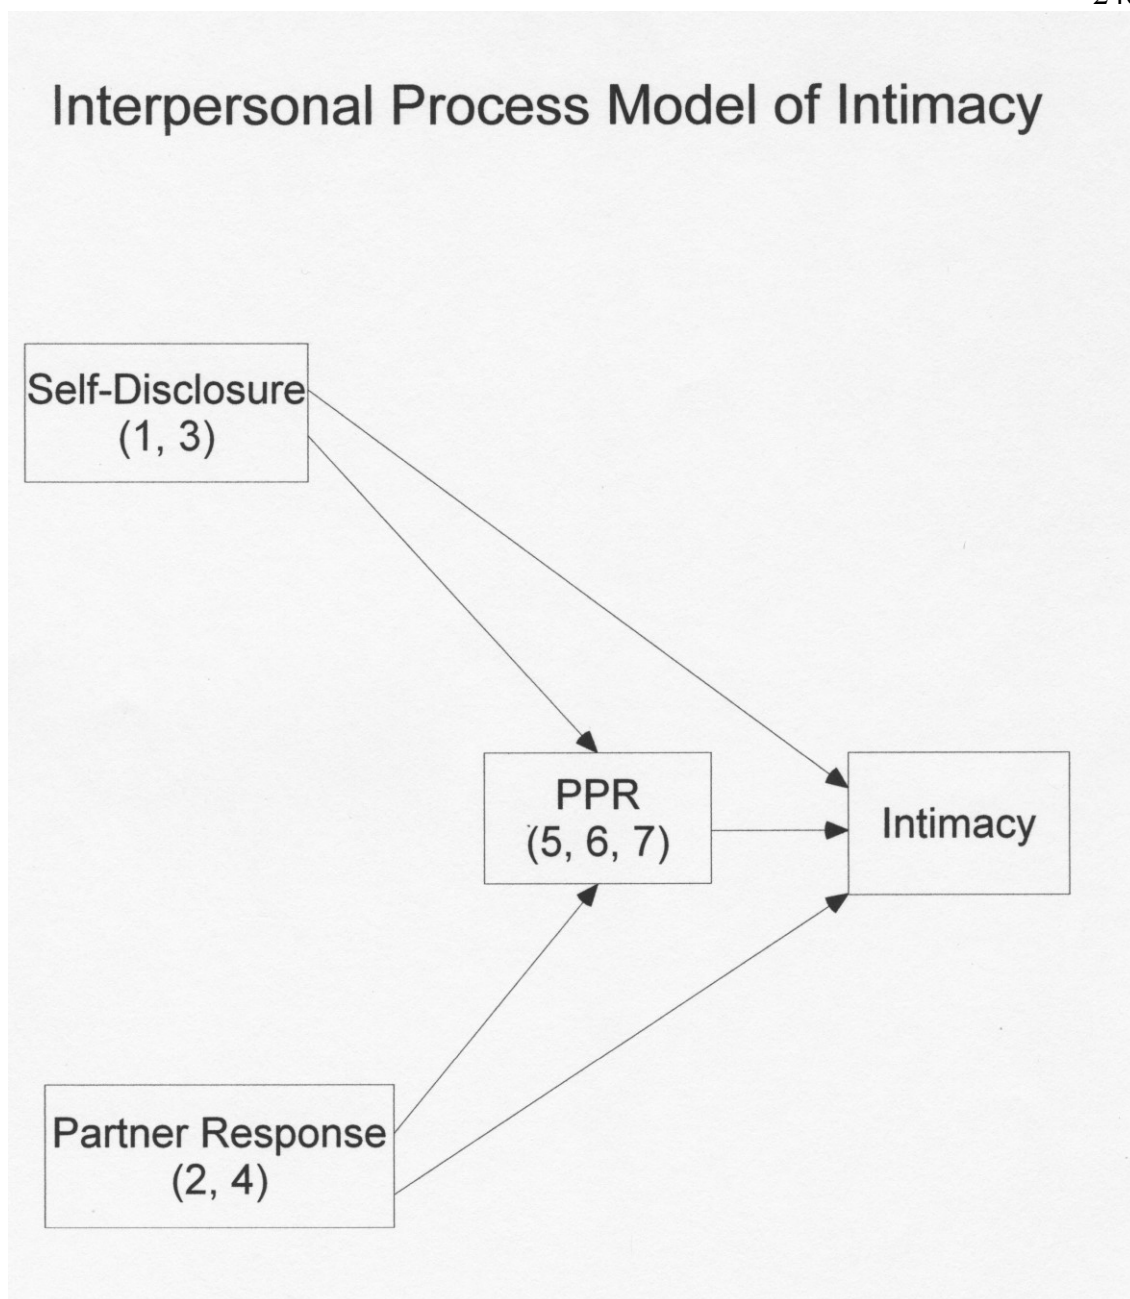 Interpersonal Process Model of Intimacy
Self-Disclosure
(1, 3)
PPR
(5, 6, 7)
Intimacy
Partner Response
(2, 4)